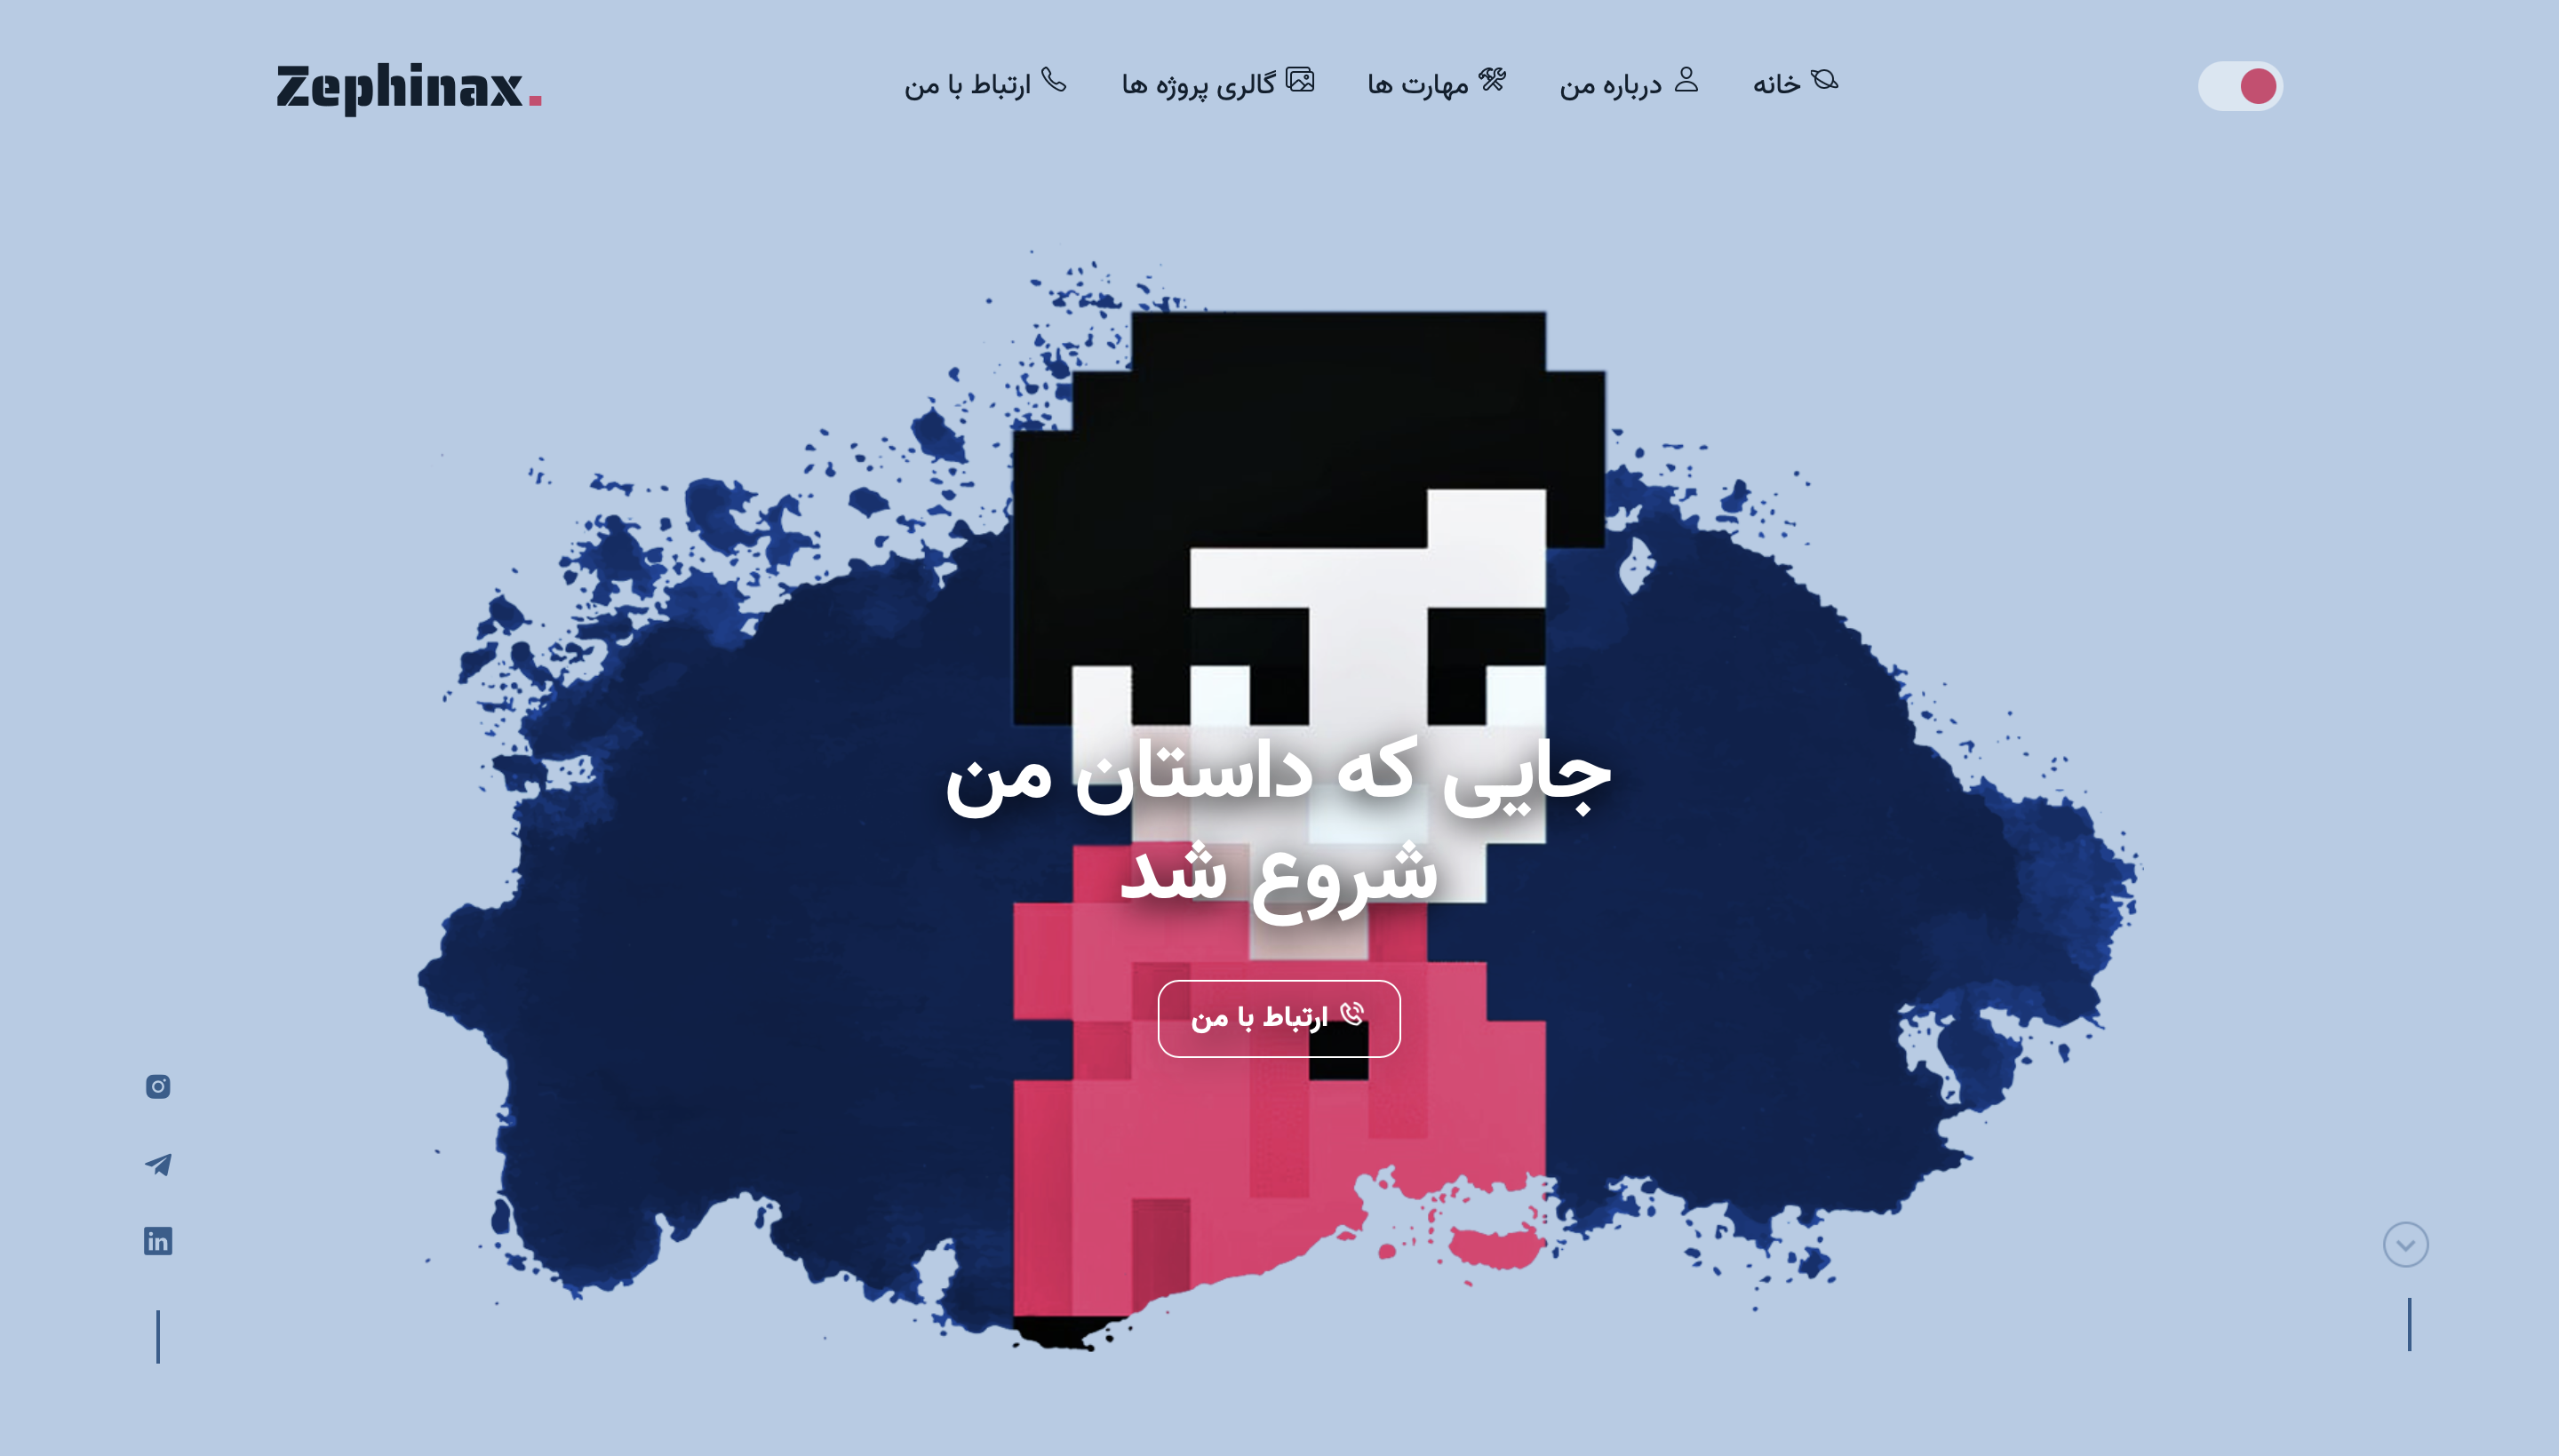 خانه
درباره من
مهارت ها
گالری پروژه ها
ارتباط با من
Zephinax.
جایی که داستان من
شروع شد
ارتباط با من